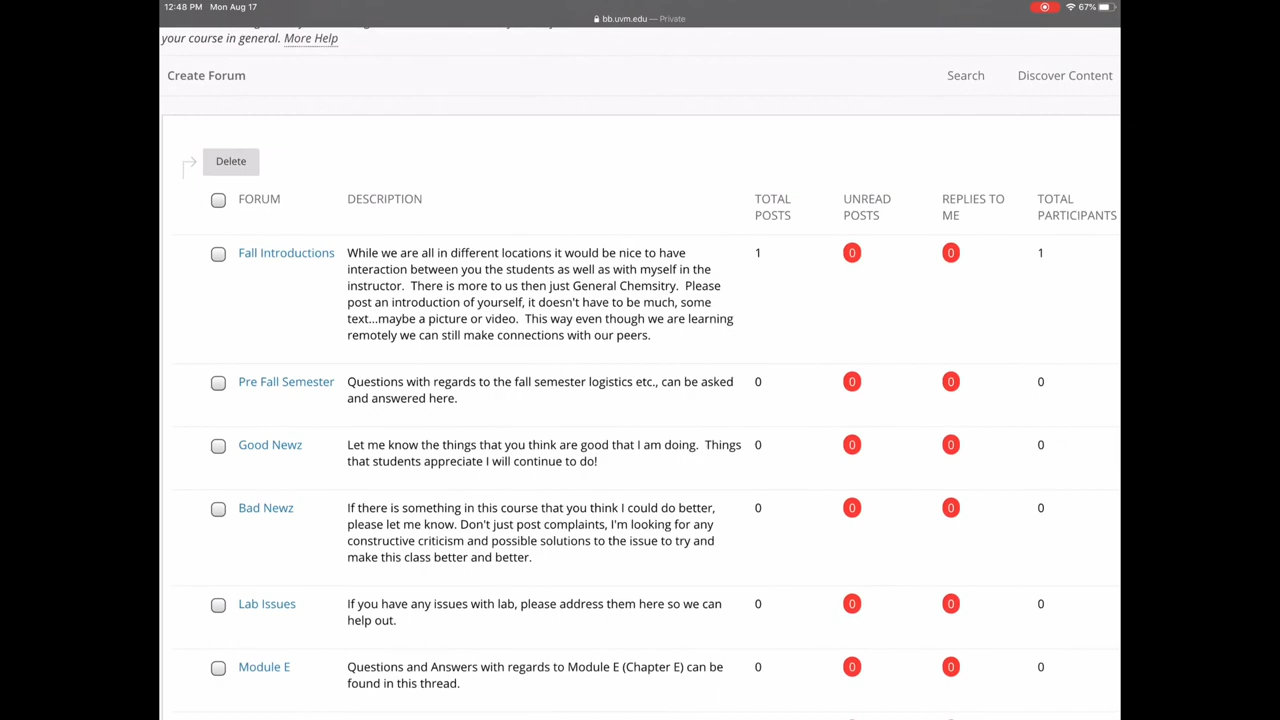 12:48 PM Mon Aug 17
67%
bb.uvm.edu — Private
your course in general. More Help
Create Forum
Search
Discover Content
Delete
FORUM
DESCRIPTION
TOTAL
POSTS
UNREAD
POSTS
REPLIES TO
ME
TOTAL
PARTICIPANTS
Fall Introductions
While we are all in different locations it would be nice to have
interaction between you the students as well as with myself in the
instructor. There is more to us then just General Chemsitry. Please
post an introduction of yourself, it doesn't have to be much, some
text...maybe a picture or video. This way even though we are learning
remotely we can still make connections with our peers.
1
0
0
1
Pre Fall Semester
Questions with regards to the fall semester logistics etc., can be asked
and answered here.
0
0
0
0
Good Newz
Let me know the things that you think are good that I am doing. Things
that students appreciate I will continue to do!
0
0
0
0
Bad Newz
If there is something in this course that you think I could do better,
please let me know. Don't just post complaints, I'm looking for any
constructive criticism and possible solutions to the issue to try and
make this class better and better.
0
0
0
0
Lab Issues
If you have any issues with lab, please address them here so we can
help out.
0
0
0
0
Module E
Questions and Answers with regards to Module E (Chapter E) can be
found in this thread.
0
0
0
0